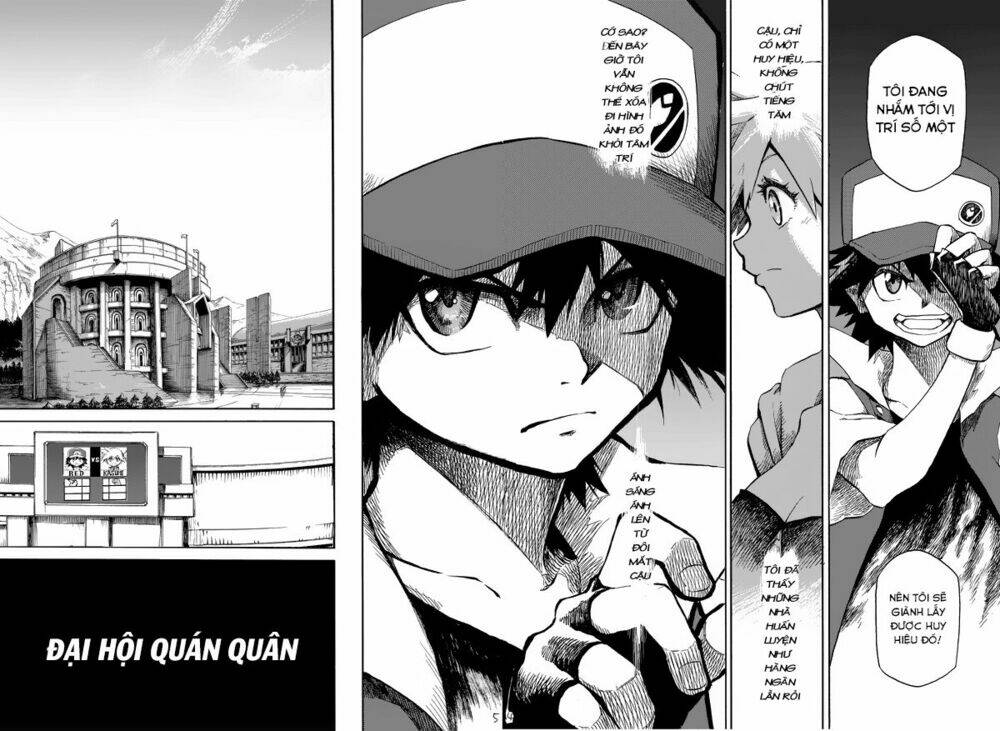 TÔI ĐANG
NHẮM TỚI VỊ
TRÍ SỐ MỘT
NÊN TÔI SẼ
GIÀNH LẤY
ĐƯỢC HUY
HIỆU ĐÓ!
CẬU, CHỈ
CÓ MỘT
HUY HIỆU,
KHÔNG
CHÚT
TIẾNG
TĂM
TÔI ĐÃ
THẤY
NHỮNG
NHÀ
HUẤN
LUYỆN
NHƯ
HÀNG
NGÀN
LẦN RỒI
CỚ SAO?
ĐẾN BÂY
GIỜ TÔI
VẪN
KHÔNG
THỂ XÓA
ĐI HÌNH
ẢNH ĐÓ
KHỎI TÂM
TRÍ
ÁNH
SÁNG
ÁNH
LÊN
TỪ
ĐÔI
MẮT
CẬU
VS
RED
ĐẠI HỘI QUÁN QUÂN